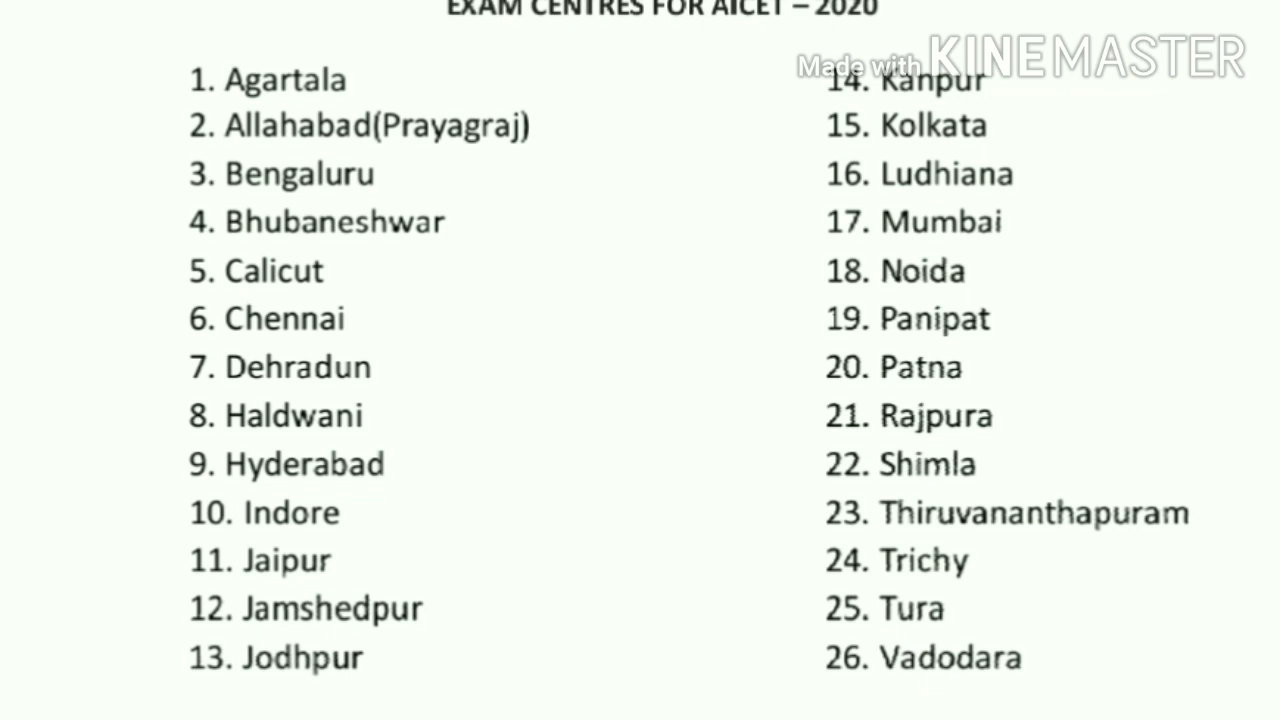 EXAM CENTRES FOR AICET – 2020
Made with KINEMASTER
1. Agartala
2. Allahabad(Prayagraj)
3. Bengaluru
4. Bhubaneshwar
5. Calicut
6. Chennai
7. Dehradun
8. Haldwani
9. Hyderabad
10. Indore
11. Jaipur
12. Jamshedpur
13. Jodhpur
14. Kanpur
15. Kolkata
16. Ludhiana
17. Mumbai
18. Noida
19. Panipat
20. Patna
21. Rajpura
22. Shimla
23. Thiruvananthapuram
24. Trichy
25. Tura
26. Vadodara